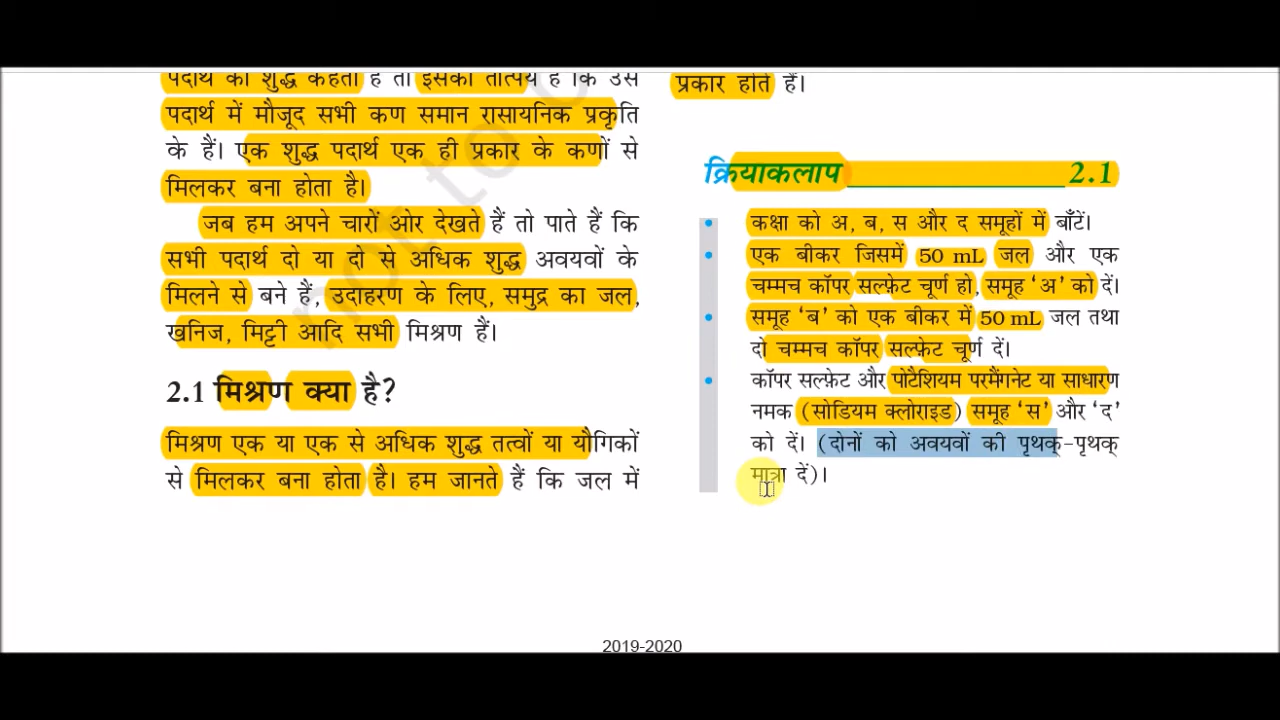 पदार्थ को शुद्ध कहता है तो इसका तात्पर्य है कि उस
पदार्थ में मौजूद सभी कण समान रासायनिक प्रकृति
के हैं। एक शुद्ध पदार्थ एक ही प्रकार के कणों से
मिलकर बना होता है।
जब हम अपने चारों ओर देखते हैं तो पाते हैं कि
सभी पदार्थ दो या दो से अधिक शुद्ध अवयवों के
मिलने से बने हैं, उदाहरण के लिए, समुद्र का जल,
खनिज, मिट्टी आदि सभी मिश्रण हैं।
2.1 मिश्रण क्या है?
मिश्रण एक या एक से अधिक शुद्ध तत्वों या यौगिकों
से मिलकर बना होता है। हम जानते हैं कि जल में
प्रकार होते हैं।
क्रियाकलाप 2.1
• कक्षा को अ, ब, स और द समूहों में बाँटें।
• एक बीकर जिसमें 50 mL जल और एक
चम्मच कॉपर सल्फ़ेट चूर्ण हो, समूह ‘अ’ को दें।
• समूह ‘ब’ को एक बीकर में 50 mL जल तथा
दो चम्मच कॉपर सल्फ़ेट चूर्ण दें।
• कॉपर सल्फ़ेट और पोटैशियम परमैंगनेट या साधारण
नमक (सोडियम क्लोराइड) समूह ‘स’ और ‘द’
को दें। (दोनों को अवयवों की पृथक्-पृथक्
मात्रा दें)।
2019-2020